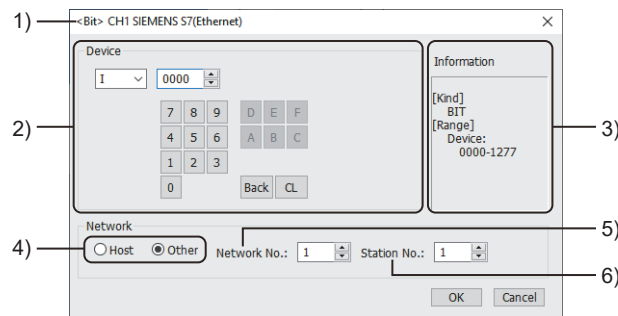 1)
<Bit> CH1 SIEMENS S7(Ethernet)
Device
I 0000
7 8 9 D E F
4 5 6 A B C
1 2 3
0 Back CL
2)
Information
[Kind]
BIT
[Range]
Device:
0000-1277
3)
Network
4)
Host Other Network No.: 1 Station No.: 1
5)
6)
OK Cancel